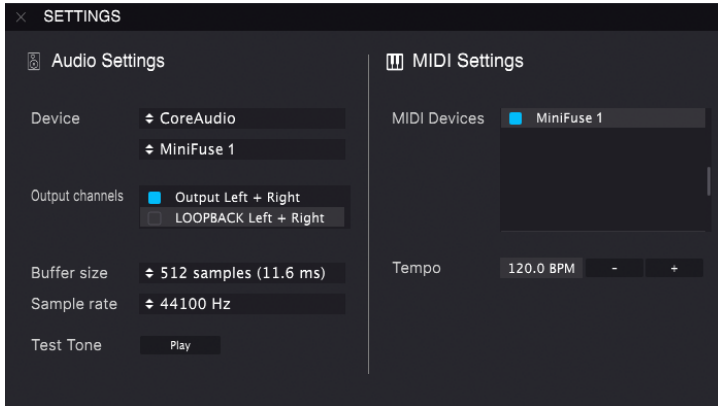 × SETTINGS
Audio Settings
Device
CoreAudio
MiniFuse 1
Output channels
Output Left + Right
LOOPBACK Left + Right
Buffer size
512 samples (11.6 ms)
Sample rate
44100 Hz
Test Tone
Play
MIDI Settings
MIDI Devices
MiniFuse 1
Tempo
120.0 BPM - +